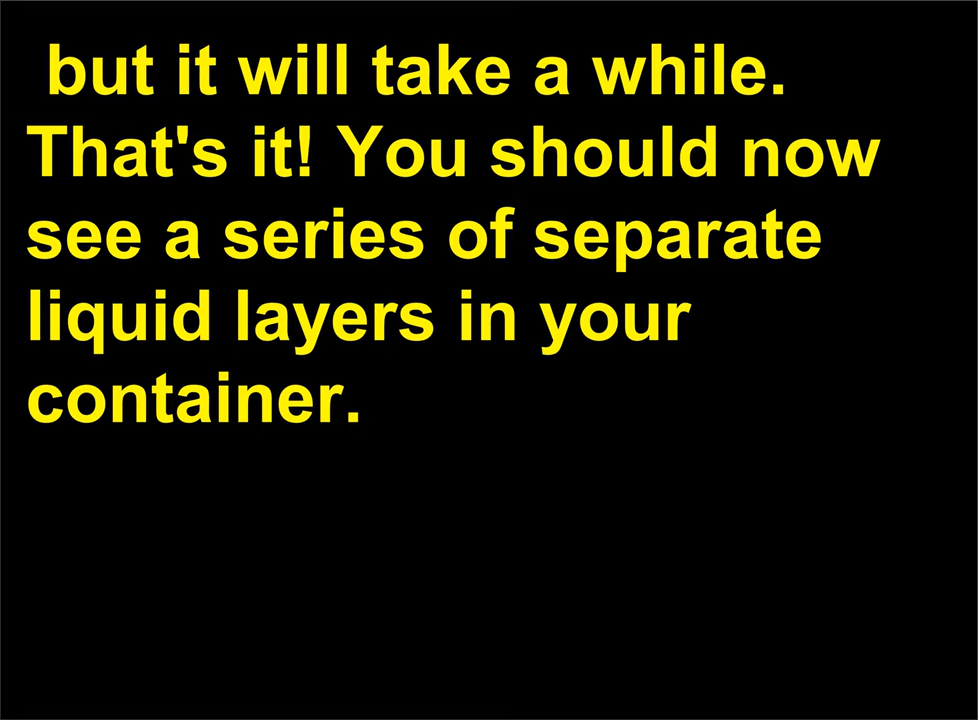 but it will take a while.
That's it! You should now
see a series of separate
liquid layers in your
container.